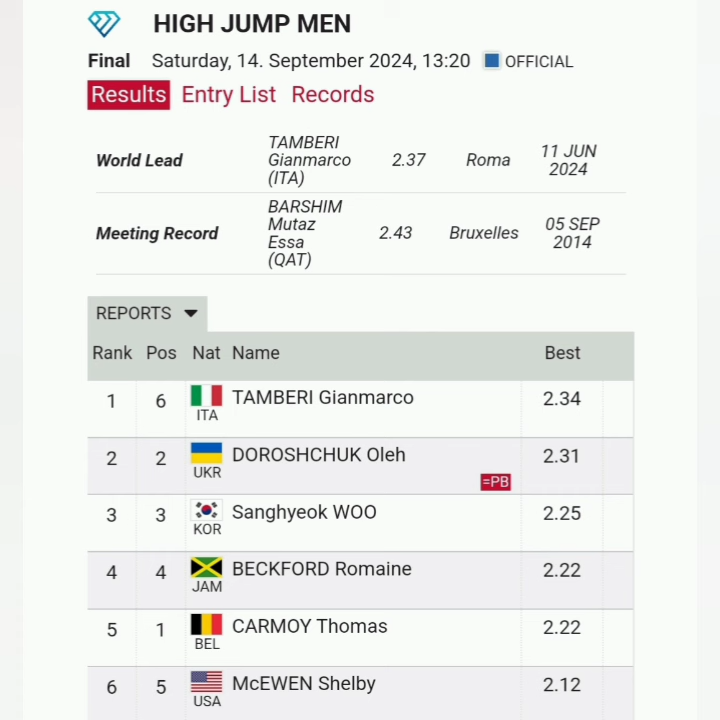 HIGH JUMP MEN
Final Saturday, 14. September 2024, 13:20 OFFICIAL
Results Entry List Records
World Lead TAMBERI Gianmarco (ITA) 2.37 Roma 11 JUN 2024
Meeting Record BARSHIM Mutaz Essa (QAT) 2.43 Bruxelles 05 SEP 2014
REPORTS
Rank Pos Nat Name Best
1 6 ITA TAMBERI Gianmarco 2.34
2 2 UKR DOROSHCHUK Oleh =PB 2.31
3 3 KOR Sanghyeok WOO 2.25
4 4 JAM BECKFORD Romaine 2.22
5 1 BEL CARMOY Thomas 2.22
6 5 USA McEWEN Shelby 2.12